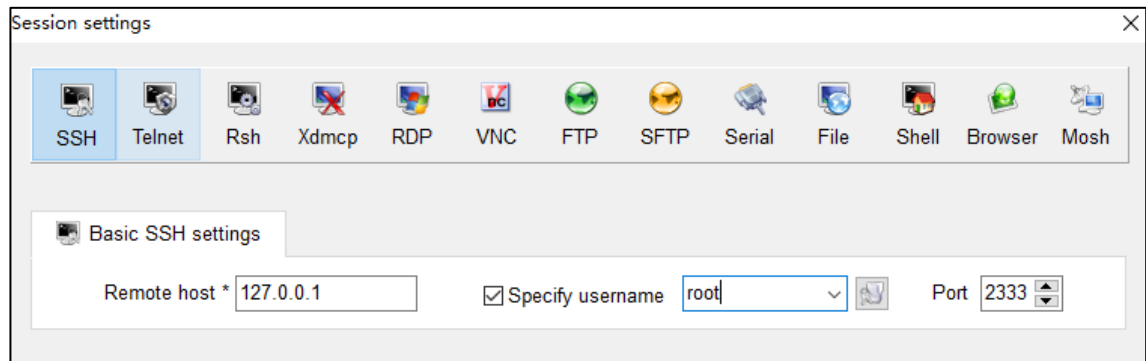 Session settings
SSH Telnet Rsh Xdmcp RDP VNC FTP SFTP Serial File Shell Browser Mosh
Basic SSH settings
Remote host * 127.0.0.1 Specify username root Port 2333